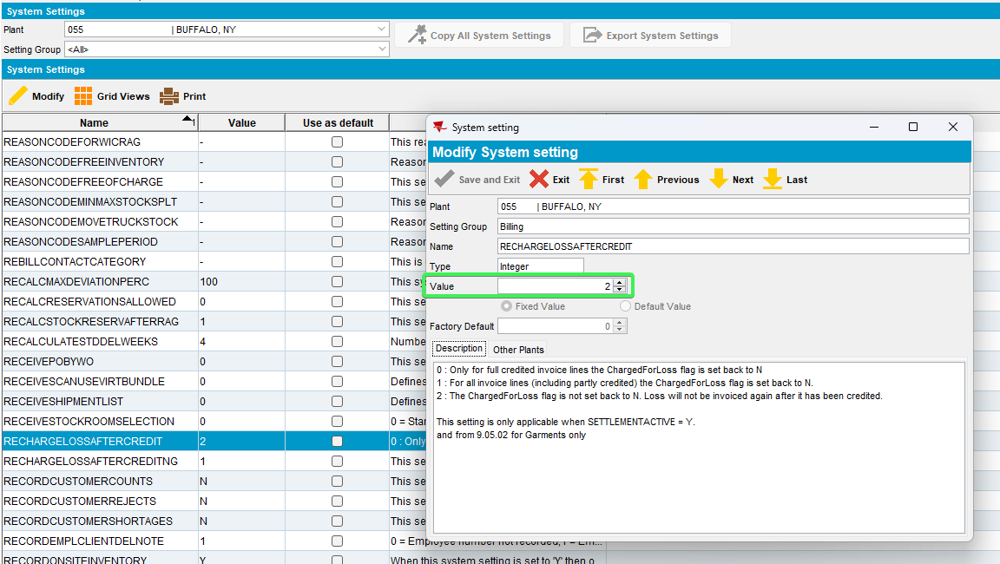 System Settings
Plant 055 | BUFFALO, NY
Copy All System Settings
Export System Settings
Setting Group <All>
System Settings
Modify Grid Views Print
Name 1 Value Use as default
REASONCODEFORWICRAG - This rea
REASONCODEFREEINVENTORY - Reason
REASONCODEFREEOFCHARGE - This se
REASONCODEMINMAXSTOCKSPLT - This se
REASONCODEMOVETRUCKSTOCK - Reason
REASONCODESAMPLEPERIOD - Reason
REBILLCONTACTCATEGORY - This is
RECALCMAXDEVIATIONPERC 100 This sy
RECALCRESERVATIONSALLOWED 0 This se
RECALCSTOCKRESERVAFTERRAG 1 This se
RECALCULATESTDDELWEEKS 4 Numbe
RECEIVEPOBYWO 0 This se
RECEIVESCANUSEVIRTBUNDLE 0 Defines
RECEIVESHIPMENTLIST 0 Defines
RECEIVESTOCKROOMSELECTION 0 0 = Star
RECHARGELOSSAFTERCREDIT 2 0 : Only
RECHARGELOSSAFTERCREDITNG 1 This se
RECORDCUSTOMERCOUNTS N This se
RECORDCUSTOMERREJECTS N This se
RECORDCUSTOMERSHORTAGES N This se
RECORDEMPLCLIENTDELNOTE 1 0 = Employee number not recorded, 1 = Em...
RECORDONSITEINVENTORY Y When this system setting is set to 'Y' then o
System setting
Modify System setting
Save and Exit Exit First Previous Next Last
Plant 055 | BUFFALO, NY
Setting Group Billing
Name RECHARGELOSSAFTERCREDIT
Type Integer
Value 2
Fixed Value Default Value
Factory Default 0
Description Other Plants
0 : Only for full credited invoice lines the ChargedForLoss flag is set back to N
1 : For all invoice lines (including partly credited) the ChargedForLoss flag is set back to N.
2 : The ChargedForLoss flag is not set back to N. Loss will not be invoiced again after it has been credited.
This setting is only applicable when SETTLEMENTACTIVE = Y.
and from 9.05.02 for Garments only